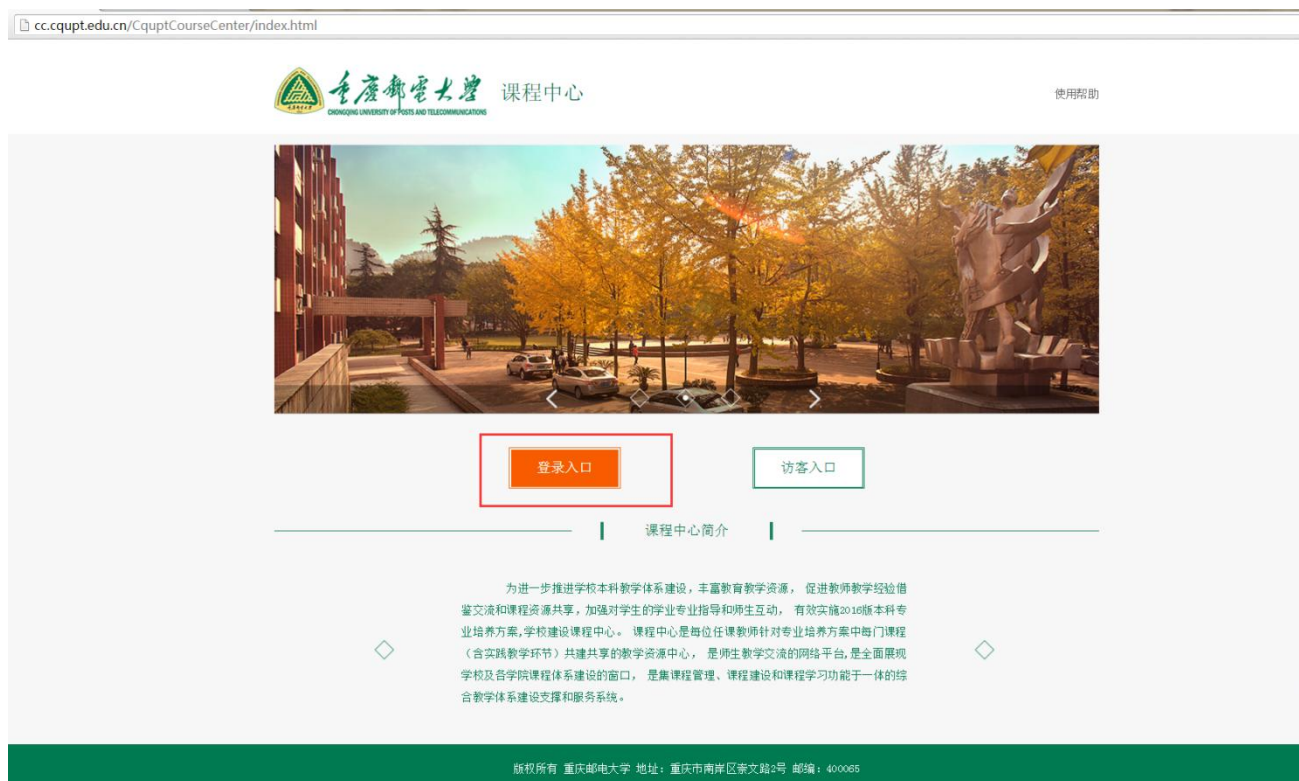 cc.cqupt.edu.cn/CquptCourseCenter/index.html
重庆邮电大学 课程中心
CHONGQING UNIVERSITY OF POSTS AND TELECOMMUNICATIONS
使用帮助
登录入口 访客入口
课程中心简介
为进一步推进学校本科教学体系建设，丰富教育教学资源， 促进教师教学经验借
鉴交流和课程资源共享，加强对学生的学业专业指导和师生互动， 有效实施2016版本科专
业培养方案,学校建设课程中心。 课程中心是每位任课教师针对专业培养方案中每门课程
（含实践教学环节）共建共享的教学资源中心， 是师生教学交流的网络平台,是全面展现
学校及各学院课程体系建设的窗口， 是集课程管理、课程建设和课程学习功能于一体的综
合教学体系建设支撑和服务系统。
版权所有 重庆邮电大学 地址：重庆市南岸区崇文路2号 邮编：400065